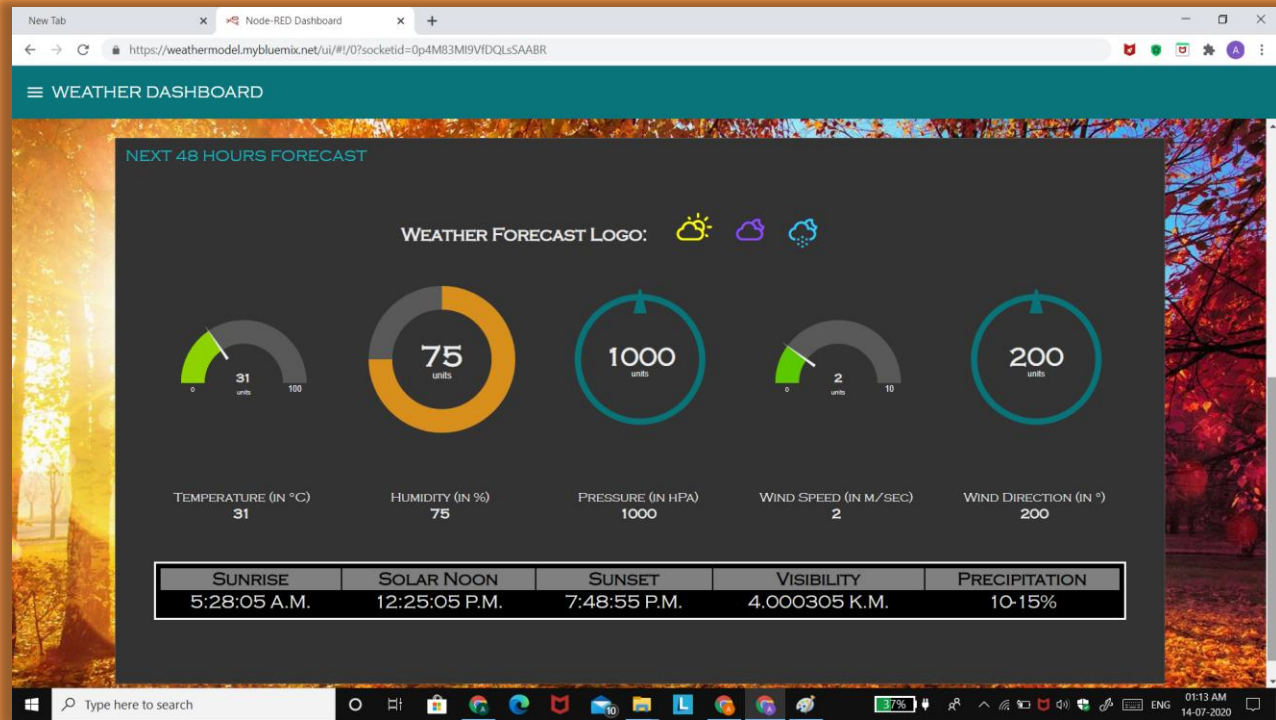 New Tab
Node-RED Dashboard
https://weathermodel.mybluemix.net/ui/#!/0?socketid=0p4M83MI9VfDQLsSAABR
A
WEATHER DASHBOARD
NEXT 48 HOURS FORECAST
WEATHER FORECAST LOGO:
31
units
0
100
75
units
1000
units
2
units
0
10
200
units
TEMPERATURE (IN °C)
31
HUMIDITY (IN %)
75
PRESSURE (IN HPA)
1000
WIND SPEED (IN M/SEC)
2
WIND DIRECTION (IN °)
200
SUNRISE SOLAR NOON SUNSET VISIBILITY PRECIPITATION
5:28:05 A.M. 12:25:05 P.M. 7:48:55 P.M. 4.000305 K.M. 10-15%
Type here to search
10
L
37%
ENG
01:13 AM
14-07-2020